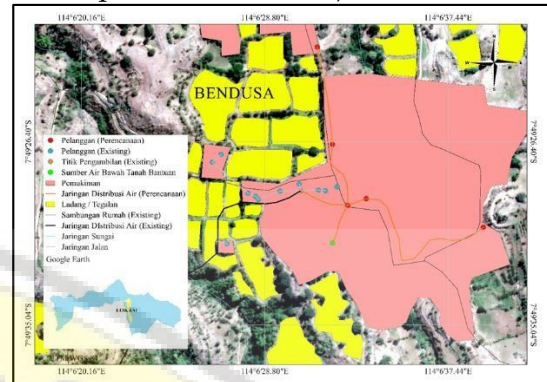 114°6'20.16"E 114°6'28.80"E 114°6'37.44"E
7°49'26.40"S
7°49'26.40"S
BENDUSA
Pelanggan (Perencanaan)
Pelanggan (Existing)
Titik Pengambilan (Existing)
Sumber Air Bawah Tanah Bantuan
Pemukiman
Jaringan Distribusi Air (Perencanaan)
Ladang / Tegalan
Sambungan Rumah (Existing)
Jaringan Distribusi Air (Existing)
Jaringan Sungai
Jaringan Jalan
Google Earth
LOKASI
7°49'35.04"S
7°49'35.04"S
114°6'20.16"E 114°6'28.80"E 114°6'37.44"E